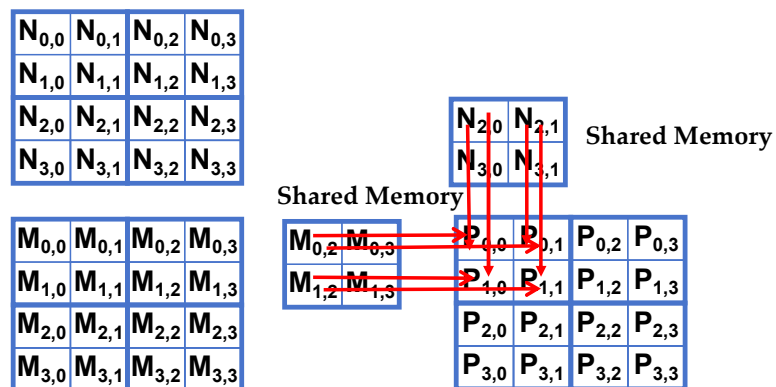 N0,0 N0,1 N0,2 N0,3
N1,0 N1,1 N1,2 N1,3
N2,0 N2,1 N2,2 N2,3
N3,0 N3,1 N3,2 N3,3
N2,0 N2,1
N3,0 N3,1
Shared Memory
Shared Memory
M0,0 M0,1 M0,2 M0,3
M1,0 M1,1 M1,2 M1,3
M2,0 M2,1 M2,2 M2,3
M3,0 M3,1 M3,2 M3,3
M0,2 M0,3
M1,2 M1,3
P0,0 P0,1 P0,2 P0,3
P1,0 P1,1 P1,2 P1,3
P2,0 P2,1 P2,2 P2,3
P3,0 P3,1 P3,2 P3,3